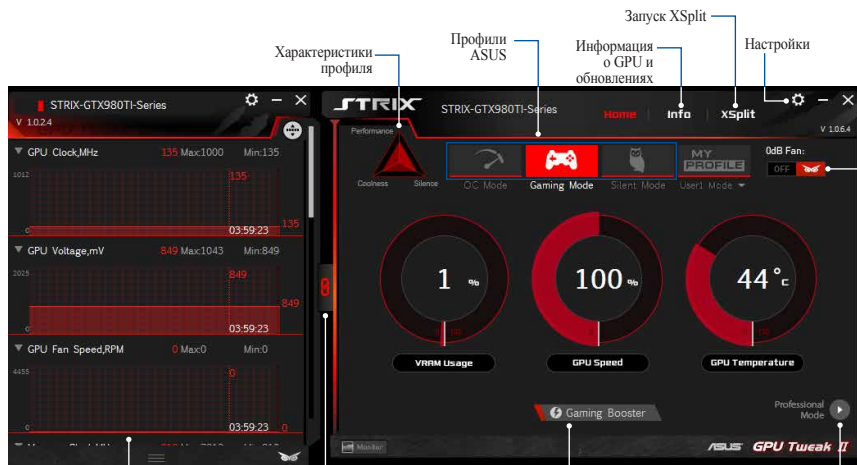 Запуск XSplit
Профили
ASUS
Характеристики
профиля
Информация
о GPU и
обновлениях
Настройки
STRIX-GTX980TI-Series
V 1.0.2.4
GPU Clock,MHz 135 Max:1000 Min:135
1012
135
135
0
03:59:23
GPU Voltage,mV 849 Max:1043 Min:849
2025
849
849
0
03:59:23
GPU Fan Speed,RPM 0 Max:0 Min:0
4455
0
0
0
03:59:23
STRIX
STRIX-GTX980TI-Series
Home
Info
XSplit
V 1.0.6.4
Performance
Coolness
Silence
OC Mode
Gaming Mode
Silent Mode
MY
PROFILE
User1 Mode
0dB Fan:
OFF
1 %
VRAM Usage
100 %
GPU Speed
44°c
GPU Temperature
Gaming Booster
Professional
Mode
Monitor
ASUS GPU Tweak II